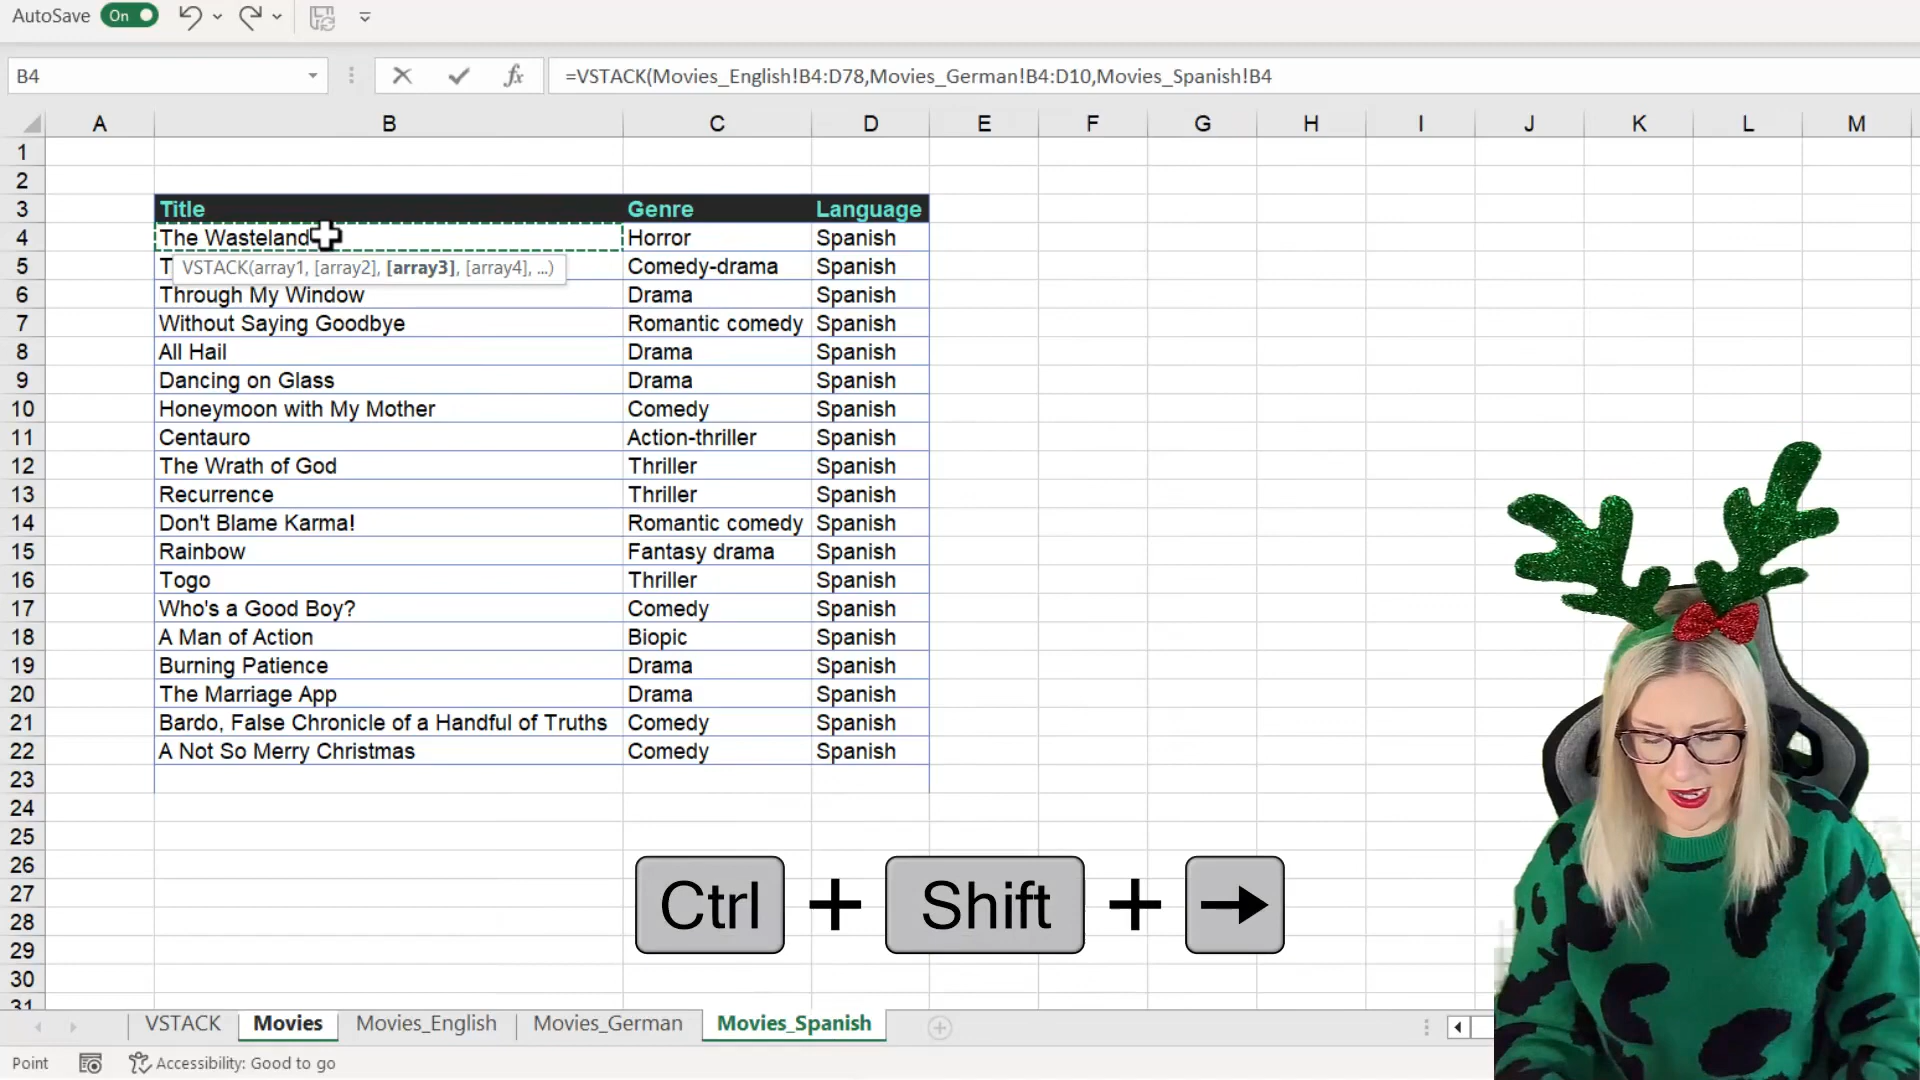 AutoSave On
B4 fx =VSTACK(Movies_English!B4:D78,Movies_German!B4:D10,Movies_Spanish!B4
A B C D E F G H I J K L M
1
2
3 Title Genre Language
4 The Wasteland Horror Spanish
5 T VSTACK(array1, [array2], [array3], [array4], ...) Comedy-drama Spanish
6 Through My Window Drama Spanish
7 Without Saying Goodbye Romantic comedy Spanish
8 All Hail Drama Spanish
9 Dancing on Glass Drama Spanish
10 Honeymoon with My Mother Comedy Spanish
11 Centauro Action-thriller Spanish
12 The Wrath of God Thriller Spanish
13 Recurrence Thriller Spanish
14 Don't Blame Karma! Romantic comedy Spanish
15 Rainbow Fantasy drama Spanish
16 Togo Thriller Spanish
17 Who's a Good Boy? Comedy Spanish
18 A Man of Action Biopic Spanish
19 Burning Patience Drama Spanish
20 The Marriage App Drama Spanish
21 Bardo, False Chronicle of a Handful of Truths Comedy Spanish
22 A Not So Merry Christmas Comedy Spanish
23
24
25
26
27
28
29
30
31
Ctrl + Shift + →
VSTACK Movies Movies_English Movies_German Movies_Spanish
Point Accessibility: Good to go